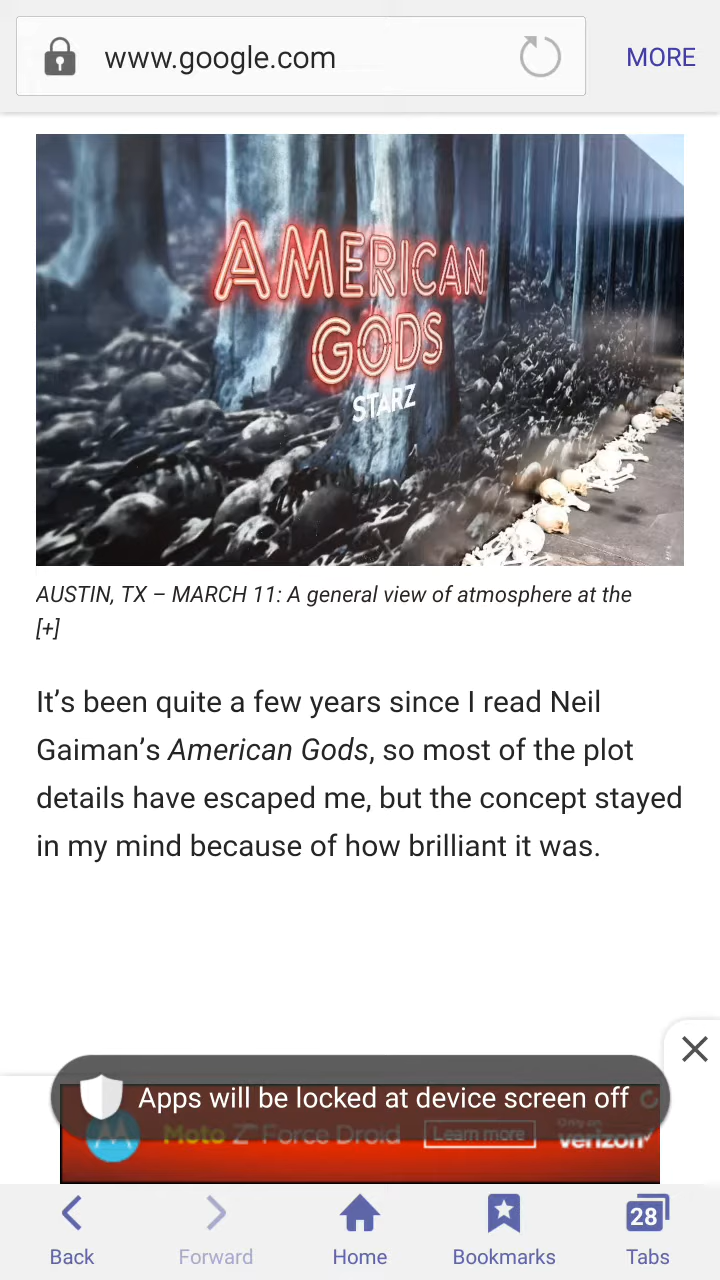 www.google.com
MORE
AMERICAN
GODS
STARZ
AUSTIN, TX – MARCH 11: A general view of atmosphere at the
[+]
It’s been quite a few years since I read Neil
Gaiman’s American Gods, so most of the plot
details have escaped me, but the concept stayed
in my mind because of how brilliant it was.
Apps will be locked at device screen off
Moto Z Force Droid
Learn more
Only on
verizon
Back
Forward
Home
Bookmarks
28
Tabs